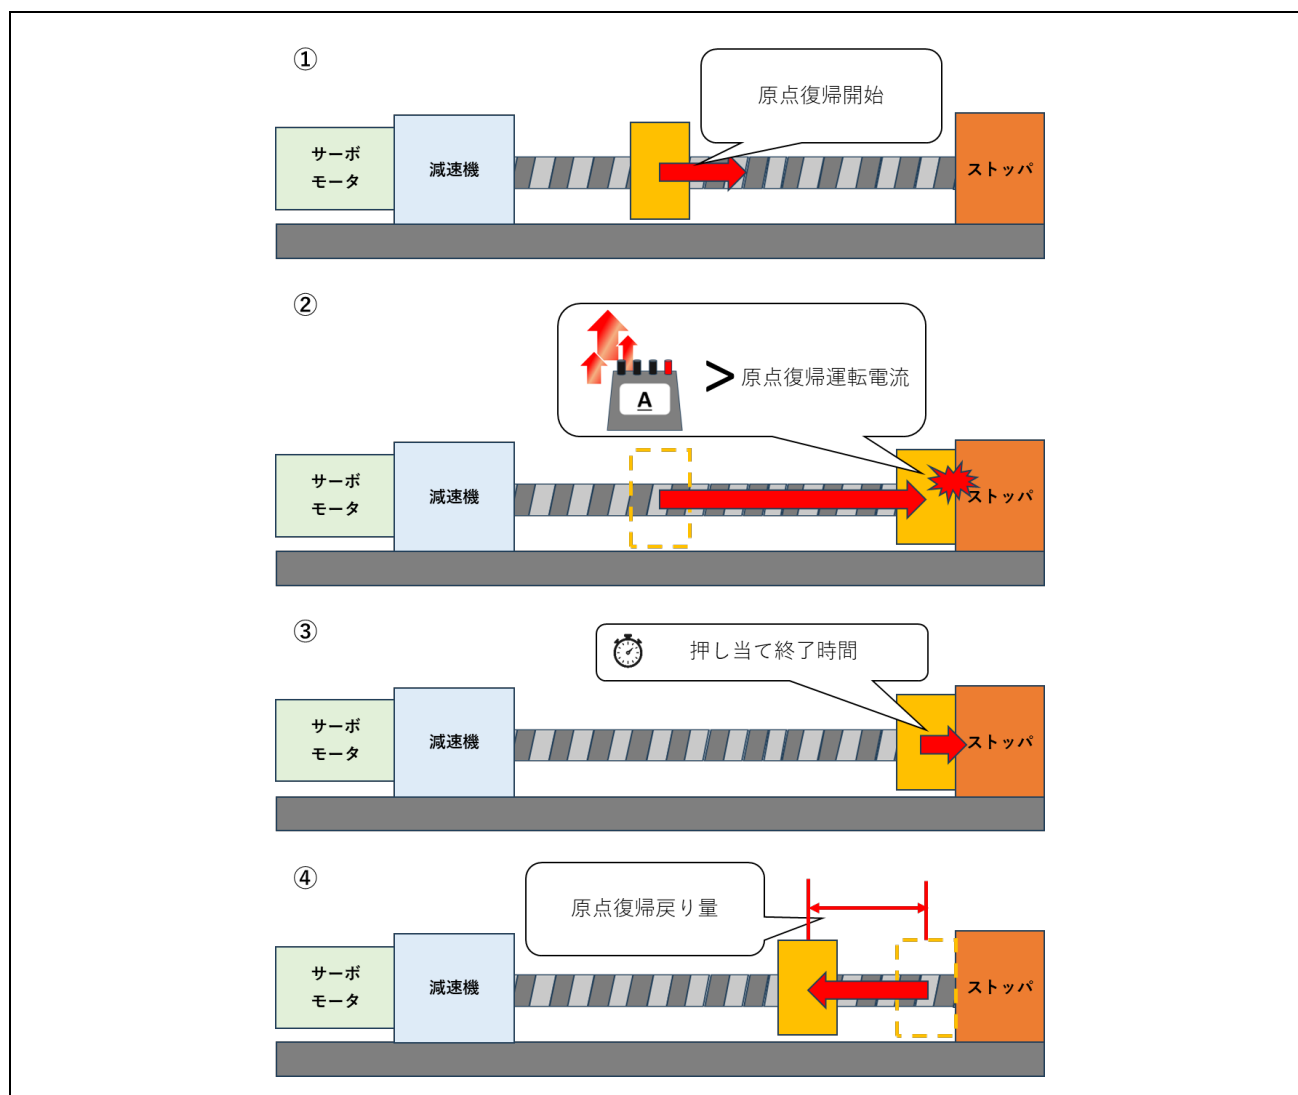 ①
原点復帰開始
サーボ
モータ
減速機
ストッパ
②
A
>
原点復帰運転電流
サーボ
モータ
減速機
ストッパ
③
押し当て終了時間
サーボ
モータ
減速機
ストッパ
④
原点復帰戻り量
サーボ
モータ
減速機
ストッパ